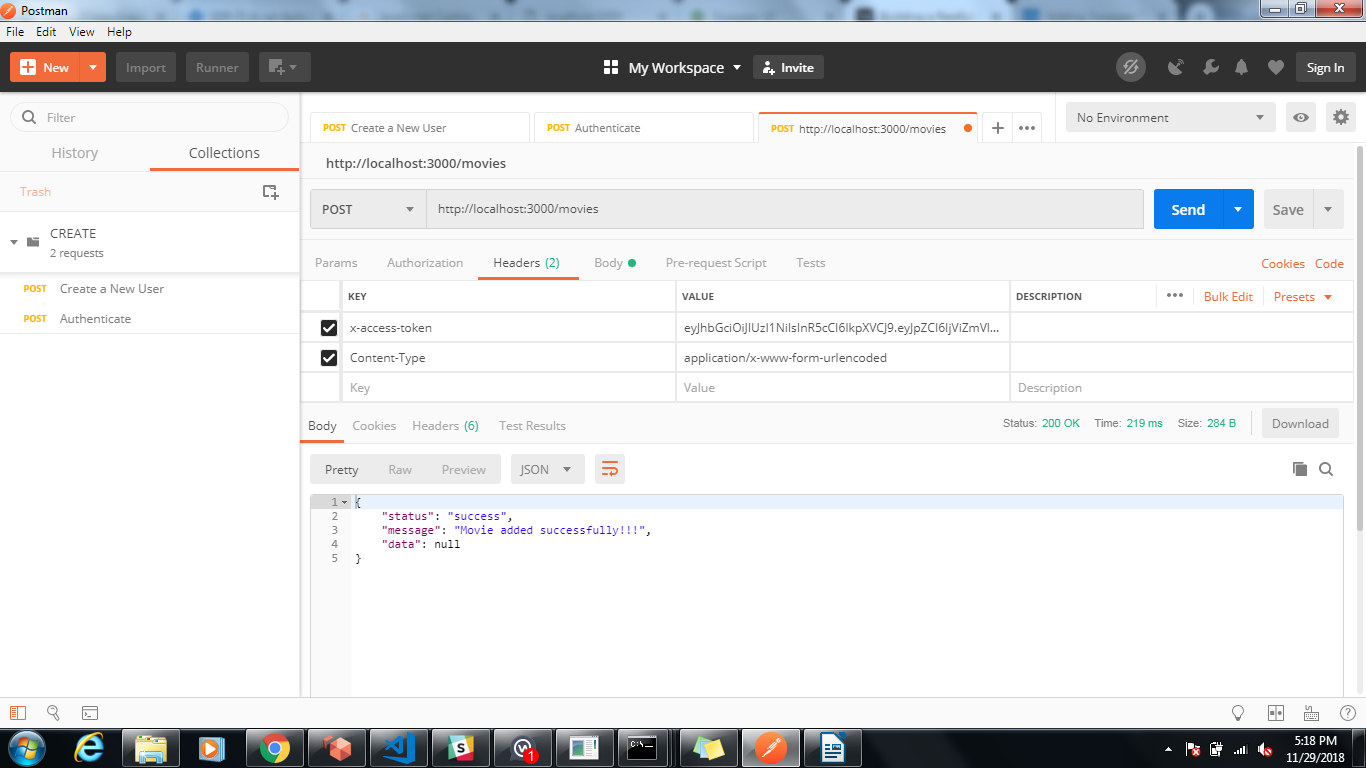 Postman
File Edit View Help
New Import Runner My Workspace Invite Sign In
Filter
History Collections
Trash
CREATE
2 requests
POST Create a New User
POST Authenticate
POST Create a New User POST Authenticate POST http://localhost:3000/movies No Environment
http://localhost:3000/movies
POST http://localhost:3000/movies Send Save
Params Authorization Headers (2) Body Pre-request Script Tests Cookies Code
KEY VALUE DESCRIPTION Bulk Edit Presets
x-access-token
Content-Type application/x-www-form-urlencoded
Key Value Description
Body Cookies Headers (6) Test Results Status: 200 OK Time: 219 ms Size: 284 B Download
Pretty Raw Preview JSON
1 {
2 "status": "success",
3 "message": "Movie added successfully!!!",
4 "data": null
5 }
5:18 PM
11/29/2018